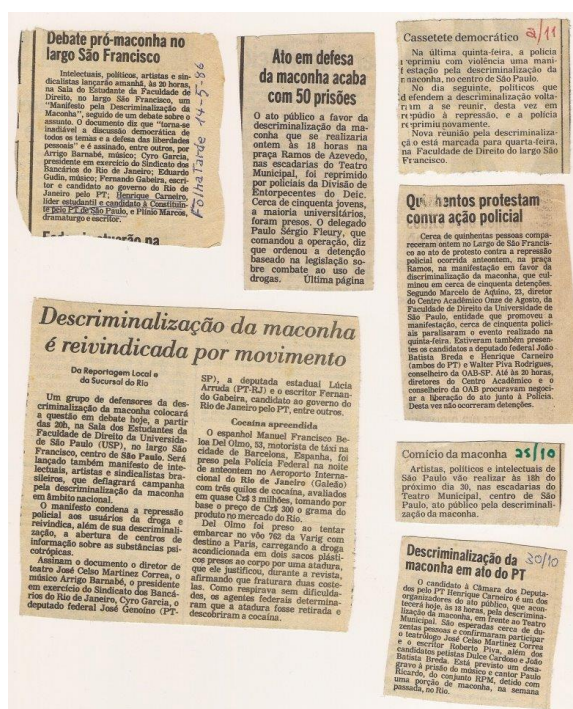 Debate pró-maconha no
largo São Francisco
Intelectuais, políticos, artistas e sin-
dicalistas lançarão amanhã, às 20 horas,
na Sala do Estudante da Faculdade de
Direito, no largo São Francisco, um
"Manifesto pela Descriminalização da
Maconha", seguido de um debate sobre o
assunto. O documento diz que "torna-se
inadiável a discussão democrática de
todos os temas e a defesa das liberdades
pessoais" e é assinado, entre outros, por
Arrigo Barnabé, músico; Cyro Garcia,
presidente em exercício do Sindicato dos
Bancários do Rio de Janeiro; Eduardo
Gudin, músico; Fernando Gabeira, escri-
tor e candidato ao governo do Rio de
Janeiro pelo PT; Henrique Carneiro,
líder estudantil e candidato à Constituin-
te pelo PT de São Paulo, e Plínio Marcos,
dramaturgo e escritor.
Folha Tarde 14-5-86
Ato em defesa
da maconha acaba
com 50 prisões
O ato público a favor da
descriminalização da ma-
conha que se realizaria
ontem às 18 horas na
praça Ramos de Azevedo,
nas escadarias do Teatro
Municipal, foi reprimido
por policiais da Divisão de
Entorpecentes do Deic.
Cerca de cinquenta jovens,
a maioria universitários,
foram presos. O delegado
Paulo Sérgio Fleury, que
comandou a operação, diz
que ordenou a detenção
baseado na legislação so-
bre combate ao uso de
drogas. Última página
Cassetete democrático a/11
Na última quinta-feira, a polícia
reprimiu com violência uma mani-
festação pela descriminalização da
maconha, no centro de São Paulo.
No dia seguinte, políticos que
defendem a descriminalização volta-
ram a se reunir, desta vez em
repúdio à repressão, e a polícia
reprimiu novamente.
Nova reunião pela descriminaliza-
ção está marcada para quarta-feira,
na Faculdade de Direito do largo São
Francisco.
Quinhentos protestam
contra ação policial
Cerca de quinhentas pessoas compa-
receram ontem no Largo de São Francis-
co ao ato de protesto contra a repressão
policial ocorrida anteontem, na praça
Ramos, na manifestação em favor da
descriminalização da maconha, que cul-
minou em cerca de cinquenta detenções.
Segundo Marcelo de Aquino, 23, diretor
do Centro Acadêmico Onze de Agosto, da
Faculdade de Direito da Universidade de
São Paulo, entidade que promoveu a
manifestação, cerca de cinquenta polici-
ais paralisaram o evento realizado na
quinta-feira. Estiveram também presen-
tes os candidatos a deputado federal João
Batista Breda e Henrique Carneiro
(ambos do PT) e Walter Piva Rodrigues,
conselheiro da OAB-SP. Até às 20 horas,
diretores do Centro Acadêmico e o
conselheiro da OAB procuravam negoci-
ar a liberação do ato junto à Polícia.
Desta vez não ocorreram detenções.
Descriminalização da maconha
é reivindicada por movimento
Da Reportagem Local e
da Sucursal do Rio
Um grupo de defensores da des-
criminalização da maconha colocará
a questão em debate hoje, a partir
das 20h, na Sala dos Estudantes da
Faculdade de Direito da Universida-
de de São Paulo (USP), no largo São
Francisco, centro de São Paulo. Será
lançado também manifesto de inte-
lectuais, artistas e sindicalistas bra-
sileiros, que deflagrará campanha
pela descriminalização da maconha
em âmbito nacional.
O manifesto condena a repressão
policial aos usuários da droga e
reivindica, além de sua descriminali-
zação, a abertura de centros de
informação sobre as substâncias psi-
cotrópicas.
Assinam o documento o diretor de
teatro José Celso Martinez Correa, o
músico Arrigo Barnabé, o presidente
em exercício do Sindicato dos Bancá-
rios do Rio de Janeiro, Cyro Garcia, o
deputado federal José Genoíno (PT-
SP), a deputada estadual Lúcia
Arruda (PT-RJ) e o escritor Fernan-
do Gabeira, candidato ao governo do
Rio de Janeiro pelo PT, entre outros.
Cocaína apreendida
O espanhol Manuel Francisco Be-
loa Del Olmo, 53, motorista de táxi na
cidade de Barcelona, Espanha, foi
preso pela Polícia Federal na noite
de anteontem no Aeroporto Interna-
cional do Rio de Janeiro (Galeão)
com três quilos de cocaína, avaliados
em quase Cz$ 3 milhões, tomando por
base o preço de Cz$ 300 o grama do
produto no mercado do Rio.
Del Olmo foi preso ao tentar
embarcar no vôo 762 da Varig com
destino a Paris, carregando a droga
acondicionada em dois sacos plásti-
cos presos ao corpo por uma atadura,
que ele justificou, durante a revista,
afirmando que fraturara duas coste-
las. Como respirava sem dificulda-
des, os agentes federais determina-
ram que a atadura fosse retirada e
descobriram a cocaína.
Comício da maconha 25/10
Artistas, políticos e intelectuais de
São Paulo vão realizar às 18h do
próximo dia 30, nas escadarias do
Teatro Municipal, centro de São
Paulo, ato público pela descriminali-
zação da maconha.
Descriminalização 30/10
da maconha em ato do PT
O candidato à Câmara dos Deputa-
dos pelo PT Henrique Carneiro é um dos
organizadores do ato público, que acon-
tecerá hoje, às 18 horas, pela descrimina-
lização da maconha, em frente ao Teatro
Municipal. São esperadas cerca de du-
zentas pessoas e confirmaram participar
o teatrólogo José Celso Martinez Correa
e o escritor Roberto Piva, além dos
candidatos petistas Dulce Cardoso e João
Batista Breda. Está previsto um desa-
gravo à prisão do músico e cantor Paulo
Ricardo, do conjunto RPM, detido com
uma porção de maconha, na semana
passada, no Rio.